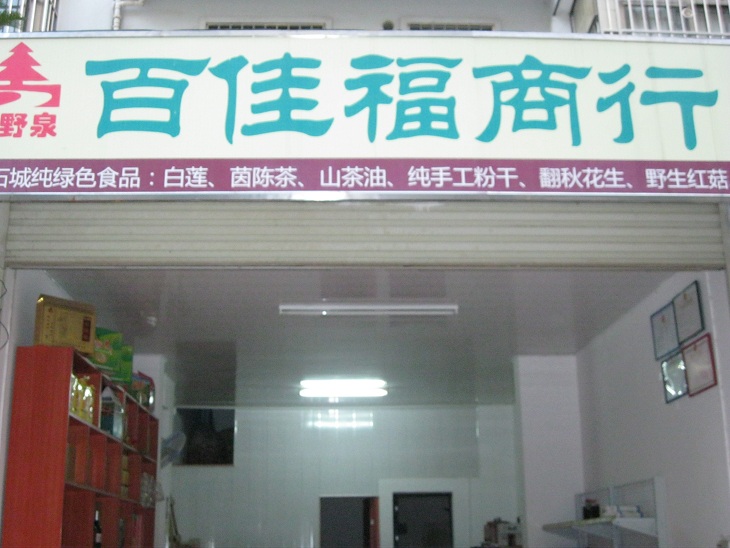 百佳福商行
野泉
石城纯绿色食品：白莲、茵陈茶、山茶油、纯手工粉干、翻秋花生、野生红菇